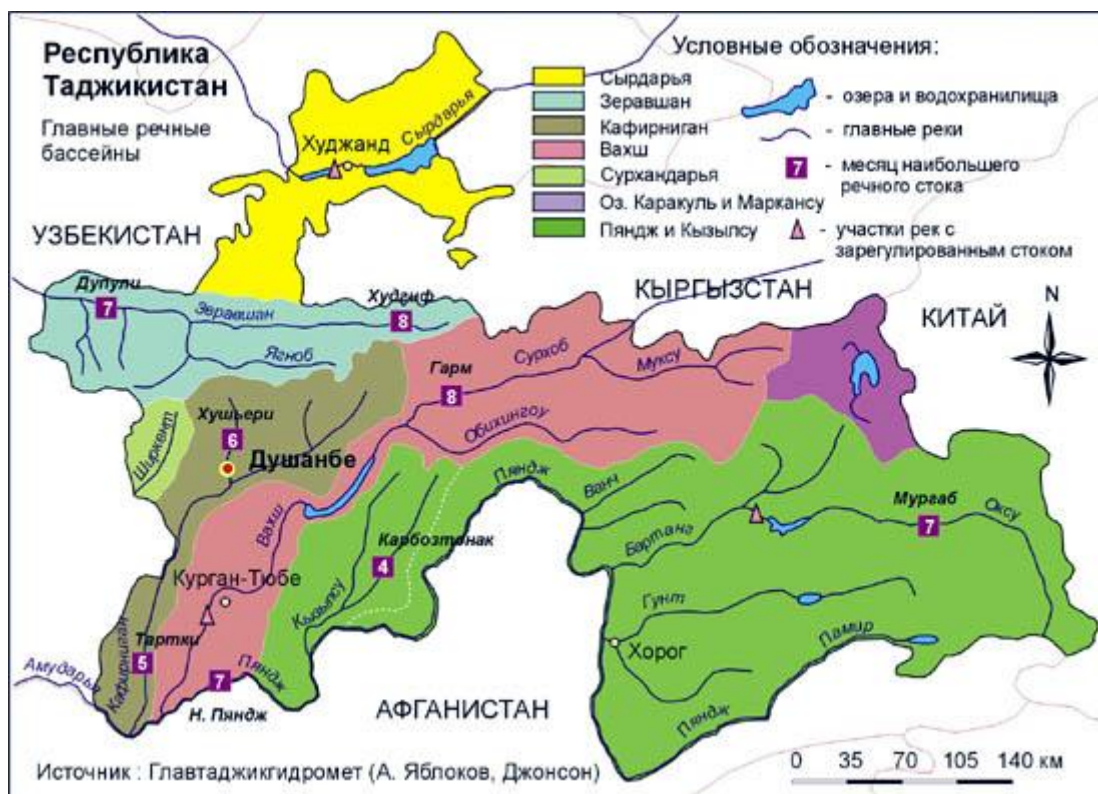 Республика
Таджикистан
Главные речные
бассейны
Условные обозначения:
Сырдарья
Зеравшан
Кафирниган
Вахш
Сурхандарья
Оз. Каракуль и Маркансу
Пяндж и Кызылсу
- озера и водохранилища
- главные реки
7
- месяц наибольшего
речного стока
- участки рек с
зарегулированным стоком
Худжанд
Сырдарья
УЗБЕКИСТАН
КЫРГЫЗСТАН
КИТАЙ
N
Дупули
7
Зеравшан
Худгиф
8
Ягноб
Гарм
8
Сурхоб
Муксу
Хушьери
6
Обихингоу
Ширкент
Душанбе
Пяндж
Ванч
Мургаб
7
Оксу
Вахш
Карбозтонак
4
Бартанг
Курган-Тюбе
Кызылсу
Гунт
Тартки
5
Хорог
Памир
Амударья
Кафирниган
Пяндж
7
Н. Пяндж
АФГАНИСТАН
Пяндж
Источник : Главтаджикгидромет (А. Яблоков, Джонсон)
0 35 70 105 140 км